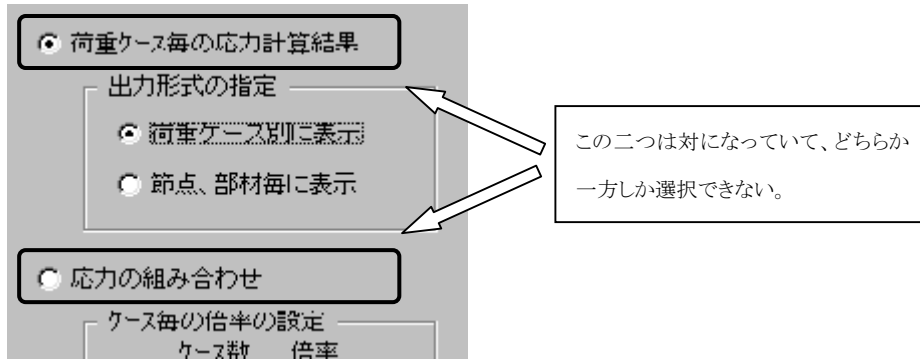 荷重ケース毎の応力計算結果
出力形式の指定
荷重ケース別に表示
節点、部材毎に表示
この二つは対になっていて、どちらか
一方しか選択できない。
応力の組み合わせ
ケース毎の倍率の設定
ケース数 倍率